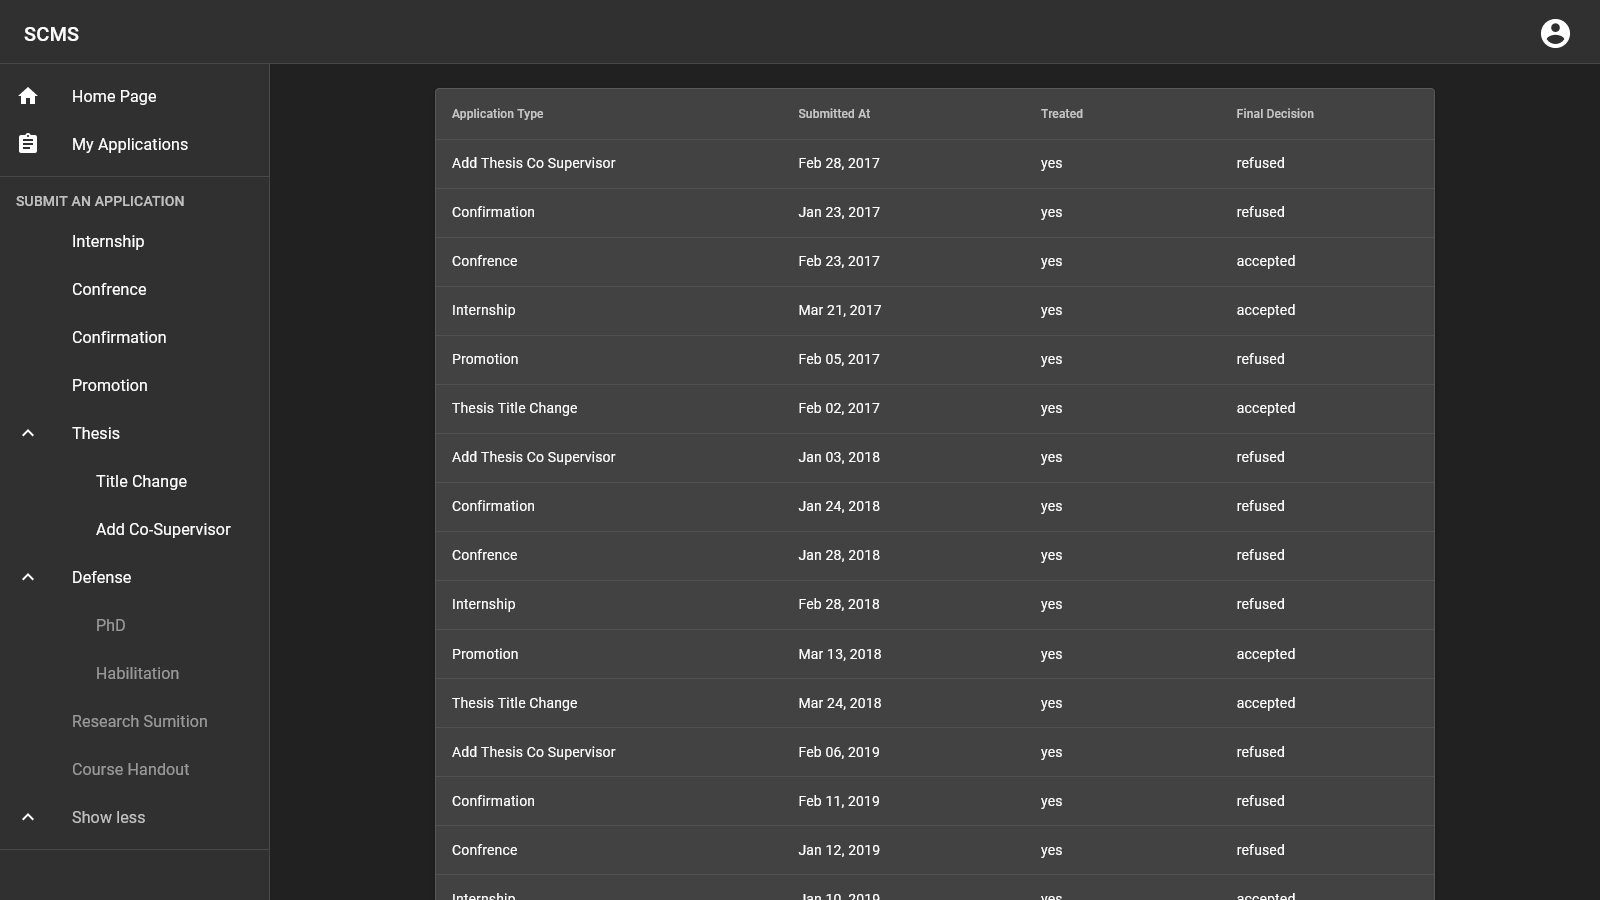 SCMS
Home Page
My Applications
SUBMIT AN APPLICATION
Internship
Confrence
Confirmation
Promotion
Thesis
Title Change
Add Co-Supervisor
Defense
PhD
Habilitation
Research Sumition
Course Handout
Show less
Application Type Submitted At Treated Final Decision
Add Thesis Co Supervisor Feb 28, 2017 yes refused
Confirmation Jan 23, 2017 yes refused
Confrence Feb 23, 2017 yes accepted
Internship Mar 21, 2017 yes accepted
Promotion Feb 05, 2017 yes refused
Thesis Title Change Feb 02, 2017 yes accepted
Add Thesis Co Supervisor Jan 03, 2018 yes refused
Confirmation Jan 24, 2018 yes refused
Confrence Jan 28, 2018 yes refused
Internship Feb 28, 2018 yes refused
Promotion Mar 13, 2018 yes accepted
Thesis Title Change Mar 24, 2018 yes accepted
Add Thesis Co Supervisor Feb 06, 2019 yes refused
Confirmation Feb 11, 2019 yes refused
Confrence Jan 12, 2019 yes refused
Internship Jan 10, 2019 yes accepted